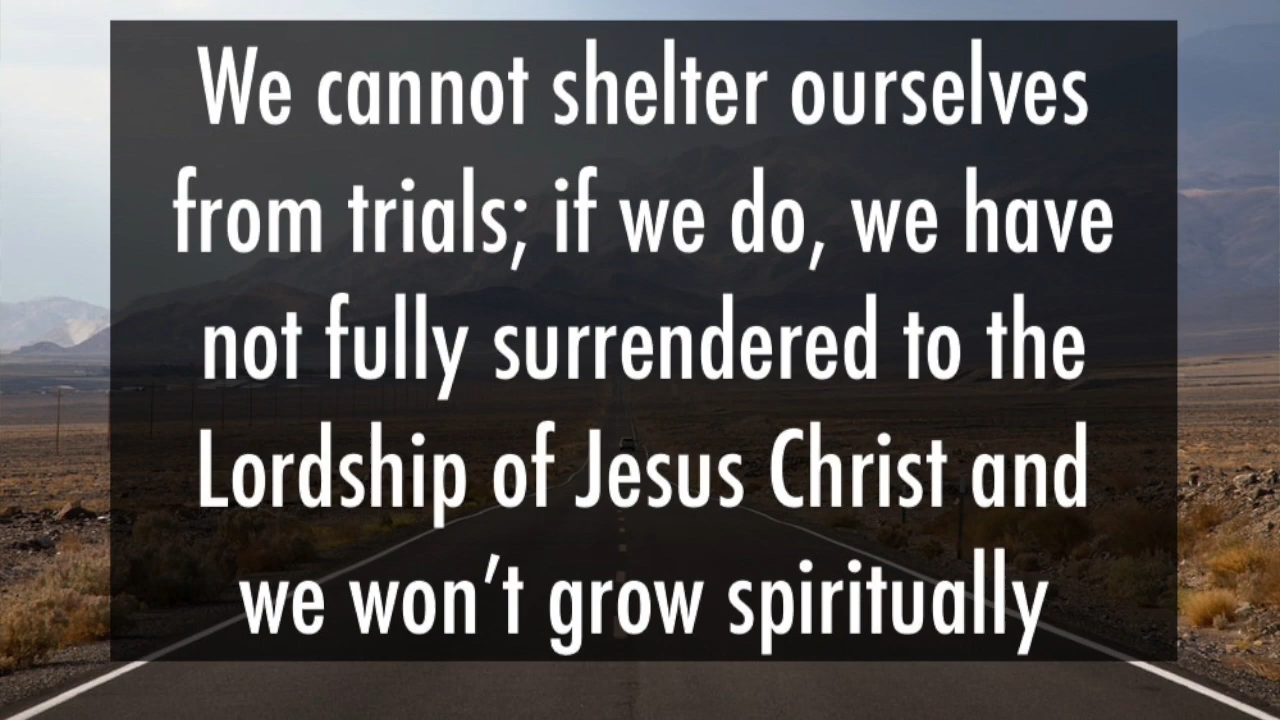 We cannot shelter ourselves
from trials; if we do, we have
not fully surrendered to the
Lordship of Jesus Christ and
we won’t grow spiritually